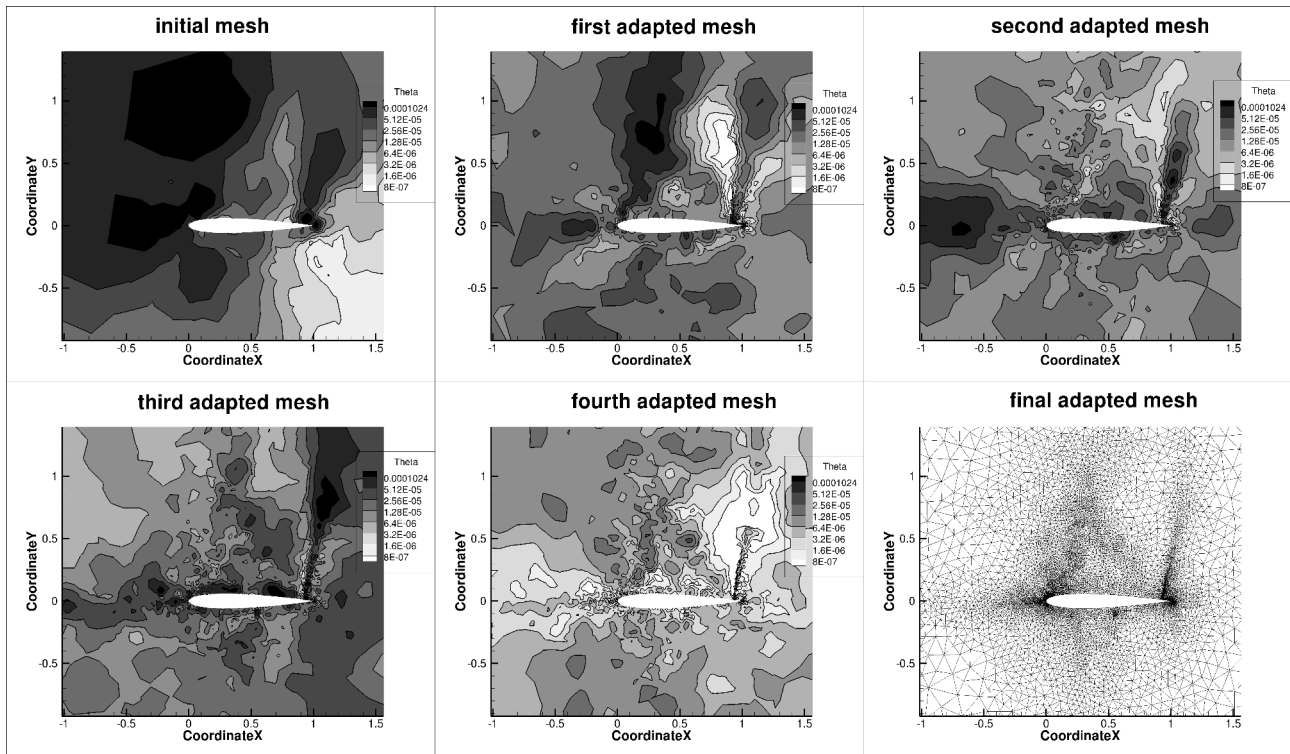 initial mesh
CoordinateY
1
0.5
0
-0.5
-1
-0.5
0
0.5
1
1.5
CoordinateX
Theta
0.0001024
5.12E-05
2.56E-05
1.28E-05
6.4E-06
3.2E-06
1.6E-06
8E-07
first adapted mesh
CoordinateY
1
0.5
0
-0.5
-1
-0.5
0
0.5
1
1.5
CoordinateX
Theta
0.0001024
5.12E-05
2.56E-05
1.28E-05
6.4E-06
3.2E-06
1.6E-06
8E-07
second adapted mesh
CoordinateY
1
0.5
0
-0.5
-1
-0.5
0
0.5
1
1.5
CoordinateX
Theta
0.0001024
5.12E-05
2.56E-05
1.28E-05
6.4E-06
3.2E-06
1.6E-06
8E-07
third adapted mesh
CoordinateY
1
0.5
0
-0.5
-1
-0.5
0
0.5
1
1.5
CoordinateX
Theta
0.0001024
5.12E-05
2.56E-05
1.28E-05
6.4E-06
3.2E-06
1.6E-06
8E-07
fourth adapted mesh
CoordinateY
1
0.5
0
-0.5
-1
-0.5
0
0.5
1
1.5
CoordinateX
Theta
0.0001024
5.12E-05
2.56E-05
1.28E-05
6.4E-06
3.2E-06
1.6E-06
8E-07
final adapted mesh
CoordinateY
1
0.5
0
-0.5
-1
-0.5
0
0.5
1
1.5
CoordinateX